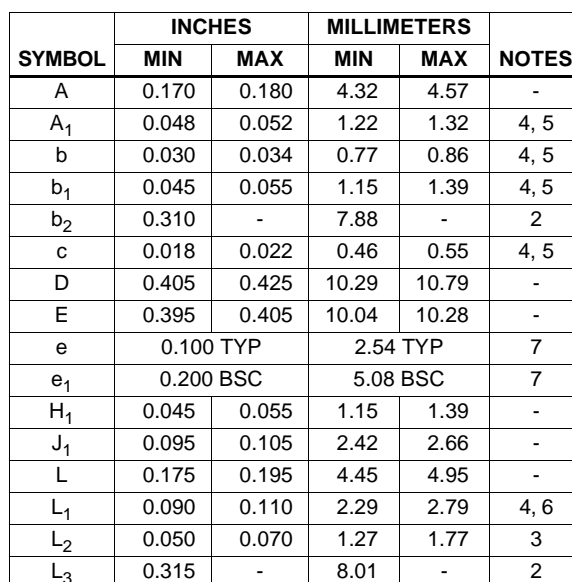 INCHES MILLIMETERS
SYMBOL MIN MAX MIN MAX NOTES
A 0.170 0.180 4.32 4.57 -
A1 0.048 0.052 1.22 1.32 4, 5
b 0.030 0.034 0.77 0.86 4, 5
b1 0.045 0.055 1.15 1.39 4, 5
b2 0.310 - 7.88 - 2
c 0.018 0.022 0.46 0.55 4, 5
D 0.405 0.425 10.29 10.79 -
E 0.395 0.405 10.04 10.28 -
e 0.100 TYP 2.54 TYP 7
e1 0.200 BSC 5.08 BSC 7
H1 0.045 0.055 1.15 1.39 -
J1 0.095 0.105 2.42 2.66 -
L 0.175 0.195 4.45 4.95 -
L1 0.090 0.110 2.29 2.79 4, 6
L2 0.050 0.070 1.27 1.77 3
L3 0.315 - 8.01 - 2